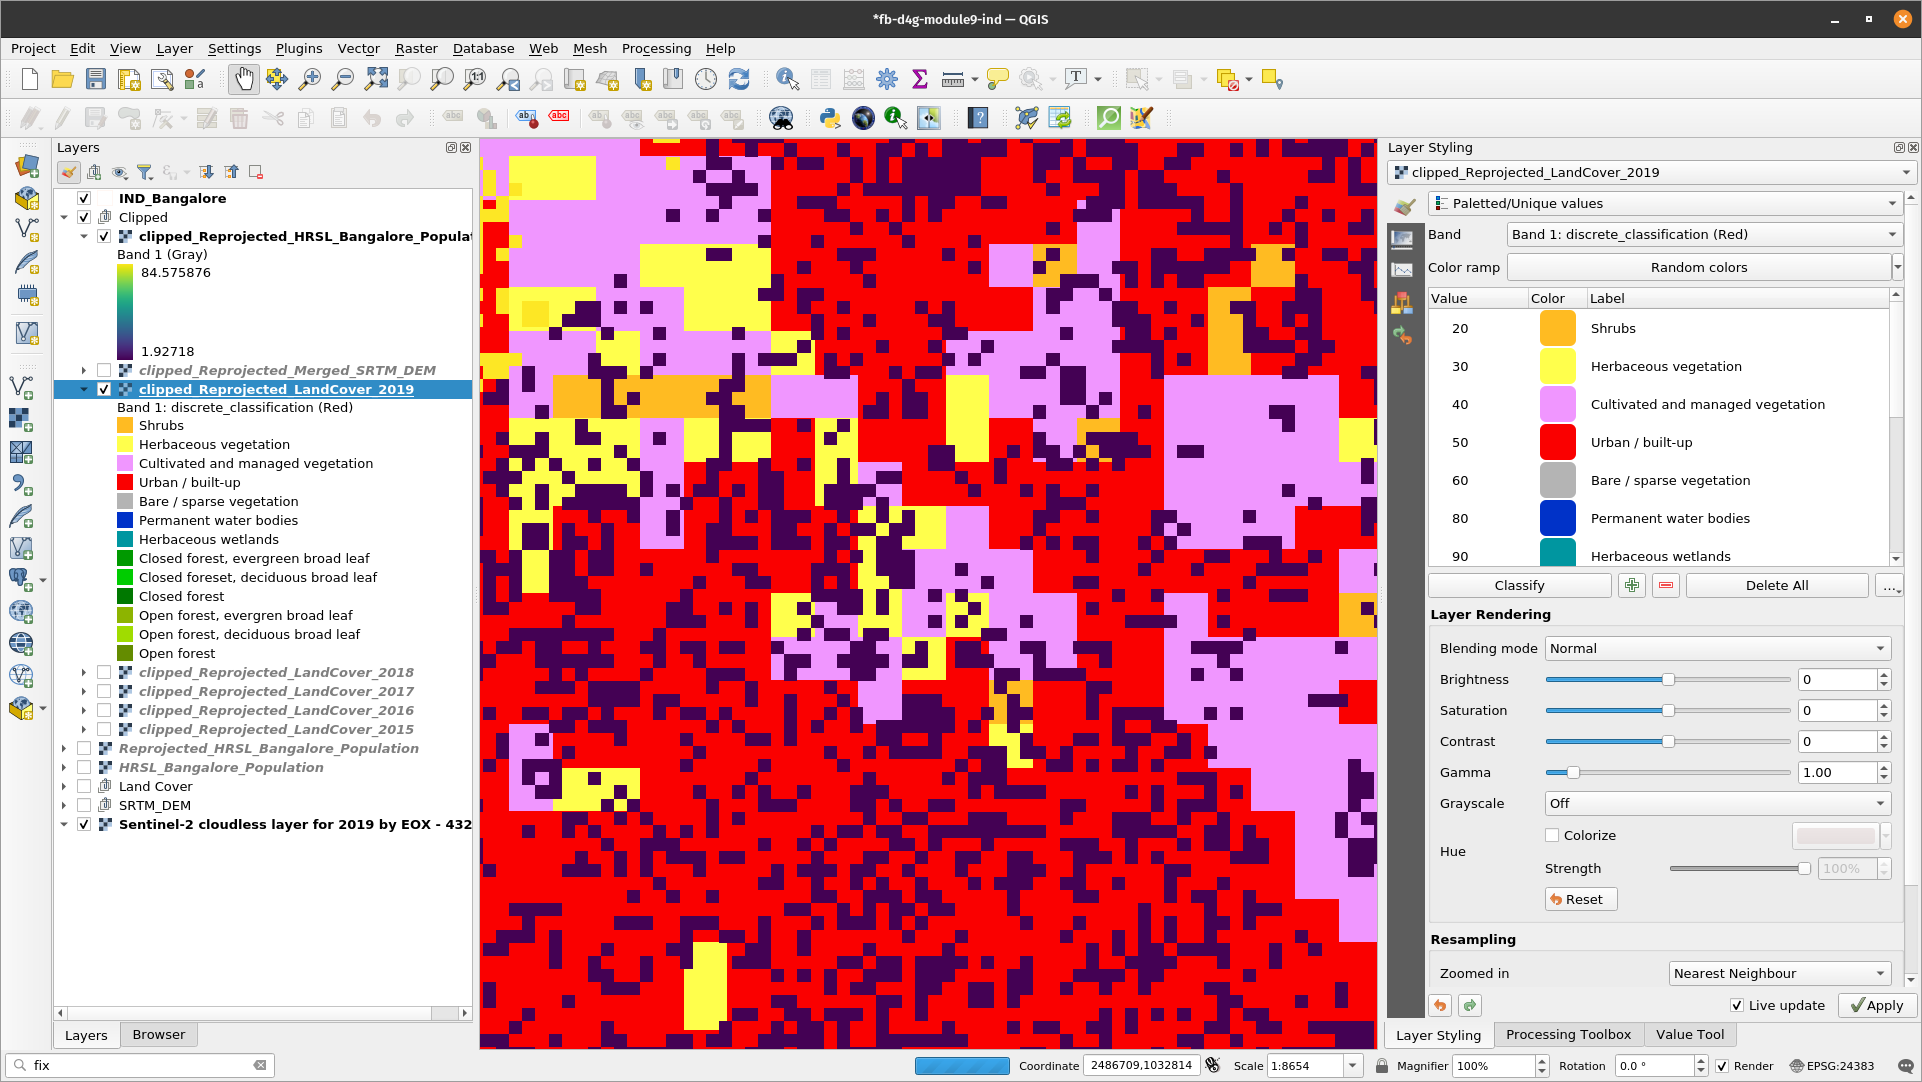 *fb-d4g-module9-ind — QGIS
Project Edit View Layer Settings Plugins Vector Raster Database Web Mesh Processing Help
Layers
IND_Bangalore
Clipped
clipped_Reprojected_HRSL_Bangalore_Populat
Band 1 (Gray)
84.575876
1.92718
clipped_Reprojected_Merged_SRTM_DEM
clipped_Reprojected_LandCover_2019
Band 1: discrete_classification (Red)
Shrubs
Herbaceous vegetation
Cultivated and managed vegetation
Urban / built-up
Bare / sparse vegetation
Permanent water bodies
Herbaceous wetlands
Closed forest, evergreen broad leaf
Closed foreset, deciduous broad leaf
Closed forest
Open forest, evergren broad leaf
Open forest, deciduous broad leaf
Open forest
clipped_Reprojected_LandCover_2018
clipped_Reprojected_LandCover_2017
clipped_Reprojected_LandCover_2016
clipped_Reprojected_LandCover_2015
Reprojected_HRSL_Bangalore_Population
HRSL_Bangalore_Population
Land Cover
SRTM_DEM
Sentinel-2 cloudless layer for 2019 by EOX - 432
Layers Browser
Layer Styling
clipped_Reprojected_LandCover_2019
Paletted/Unique values
Band Band 1: discrete_classification (Red)
Color ramp Random colors
Value Color Label
20 Shrubs
30 Herbaceous vegetation
40 Cultivated and managed vegetation
50 Urban / built-up
60 Bare / sparse vegetation
80 Permanent water bodies
90 Herbaceous wetlands
Classify Delete All ...
Layer Rendering
Blending mode Normal
Brightness 0
Saturation 0
Contrast 0
Gamma 1.00
Grayscale Off
Hue Colorize
Strength 100%
Reset
Resampling
Zoomed in Nearest Neighbour
Live update Apply
Layer Styling Processing Toolbox Value Tool
fix Coordinate 2486709,1032814 Scale 1:8654 Magnifier 100% Rotation 0.0 ° Render EPSG:24383